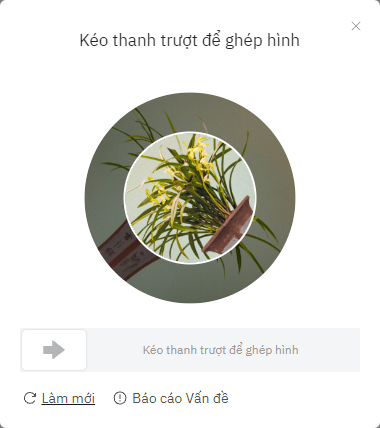 Kéo thanh trượt để ghép hình
Kéo thanh trượt để ghép hình
Làm mới
Báo cáo Vấn đề